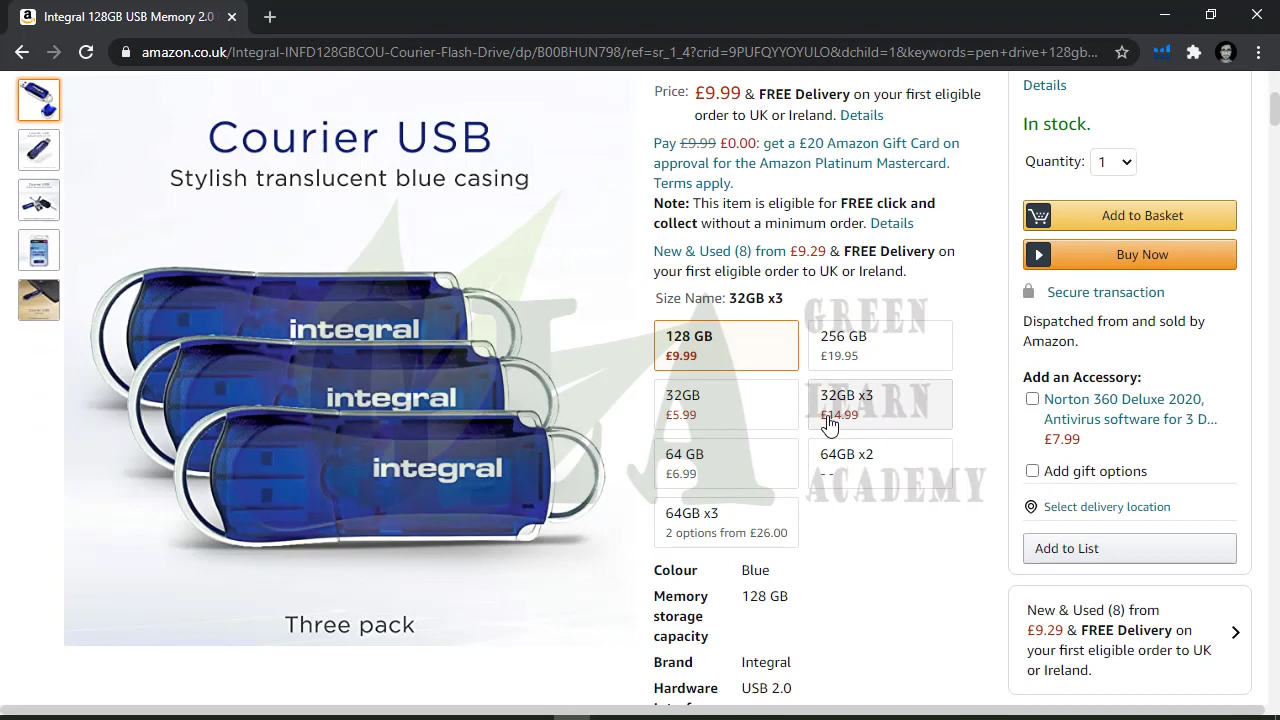 Integral 128GB USB Memory 2.0
amazon.co.uk/Integral-INFD128GBCOU-Courier-Flash-Drive/dp/B00BHUN798/ref=sr_1_4?crid=9PUFQYYOYULO&dchild=1&keywords=pen+drive+128gb...
Courier USB
Stylish translucent blue casing
integral
integral
integral
Three pack
Price: £9.99 & FREE Delivery on your first eligible
order to UK or Ireland. Details
Pay £9.99 £0.00: get a £20 Amazon Gift Card on
approval for the Amazon Platinum Mastercard.
Terms apply.
Note: This item is eligible for FREE click and
collect without a minimum order. Details
New & Used (8) from £9.29 & FREE Delivery on
your first eligible order to UK or Ireland.
Size Name: 32GB x3
128 GB
£9.99
256 GB
£19.95
32GB
£5.99
32GB x3
£14.99
64 GB
£6.99
64GB x2
- -
64GB x3
2 options from £26.00
GREEN
LEARN
ACADEMY
Colour Blue
Memory 128 GB
storage
capacity
Brand Integral
Hardware USB 2.0
Details
In stock.
Quantity: 1
Add to Basket
Buy Now
Secure transaction
Dispatched from and sold by
Amazon.
Add an Accessory:
Norton 360 Deluxe 2020,
Antivirus software for 3 D...
£7.99
Add gift options
Select delivery location
Add to List
New & Used (8) from
£9.29 & FREE Delivery on
your first eligible order to UK
or Ireland.